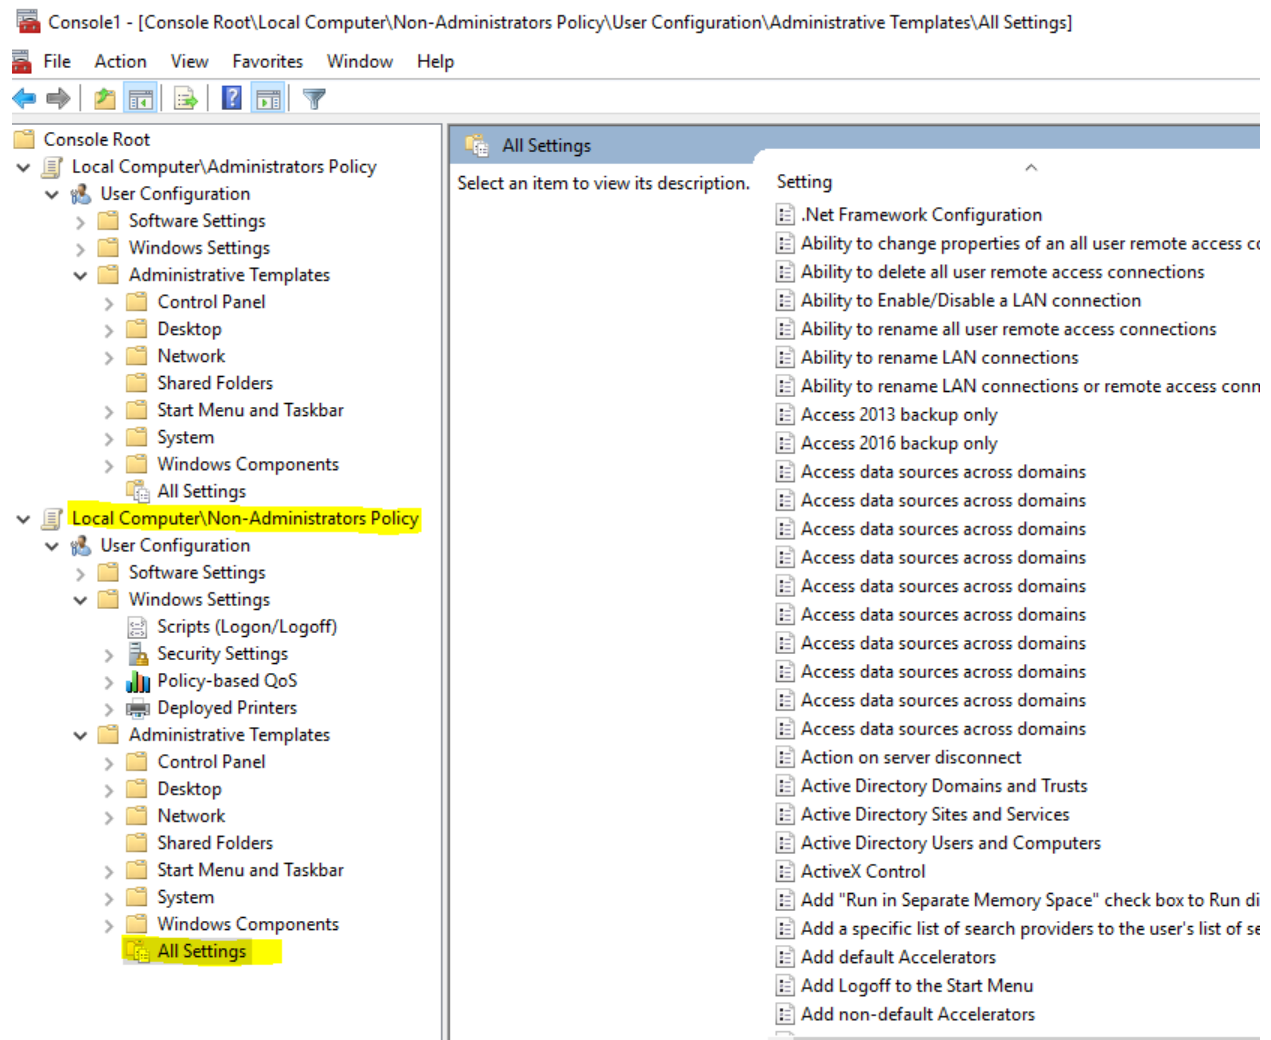 Console1 - [Console Root\Local Computer\Non-Administrators Policy\User Configuration\Administrative Templates\All Settings]
File Action View Favorites Window Help
Console Root
Local Computer\Administrators Policy
User Configuration
Software Settings
Windows Settings
Administrative Templates
Control Panel
Desktop
Network
Shared Folders
Start Menu and Taskbar
System
Windows Components
All Settings
Local Computer\Non-Administrators Policy
User Configuration
Software Settings
Windows Settings
Scripts (Logon/Logoff)
Security Settings
Policy-based QoS
Deployed Printers
Administrative Templates
Control Panel
Desktop
Network
Shared Folders
Start Menu and Taskbar
System
Windows Components
All Settings
All Settings
Select an item to view its description.
Setting
.Net Framework Configuration
Ability to change properties of an all user remote access co
Ability to delete all user remote access connections
Ability to Enable/Disable a LAN connection
Ability to rename all user remote access connections
Ability to rename LAN connections
Ability to rename LAN connections or remote access conn
Access 2013 backup only
Access 2016 backup only
Access data sources across domains
Access data sources across domains
Access data sources across domains
Access data sources across domains
Access data sources across domains
Access data sources across domains
Access data sources across domains
Access data sources across domains
Access data sources across domains
Access data sources across domains
Action on server disconnect
Active Directory Domains and Trusts
Active Directory Sites and Services
Active Directory Users and Computers
ActiveX Control
Add "Run in Separate Memory Space" check box to Run di
Add a specific list of search providers to the user's list of se
Add default Accelerators
Add Logoff to the Start Menu
Add non-default Accelerators